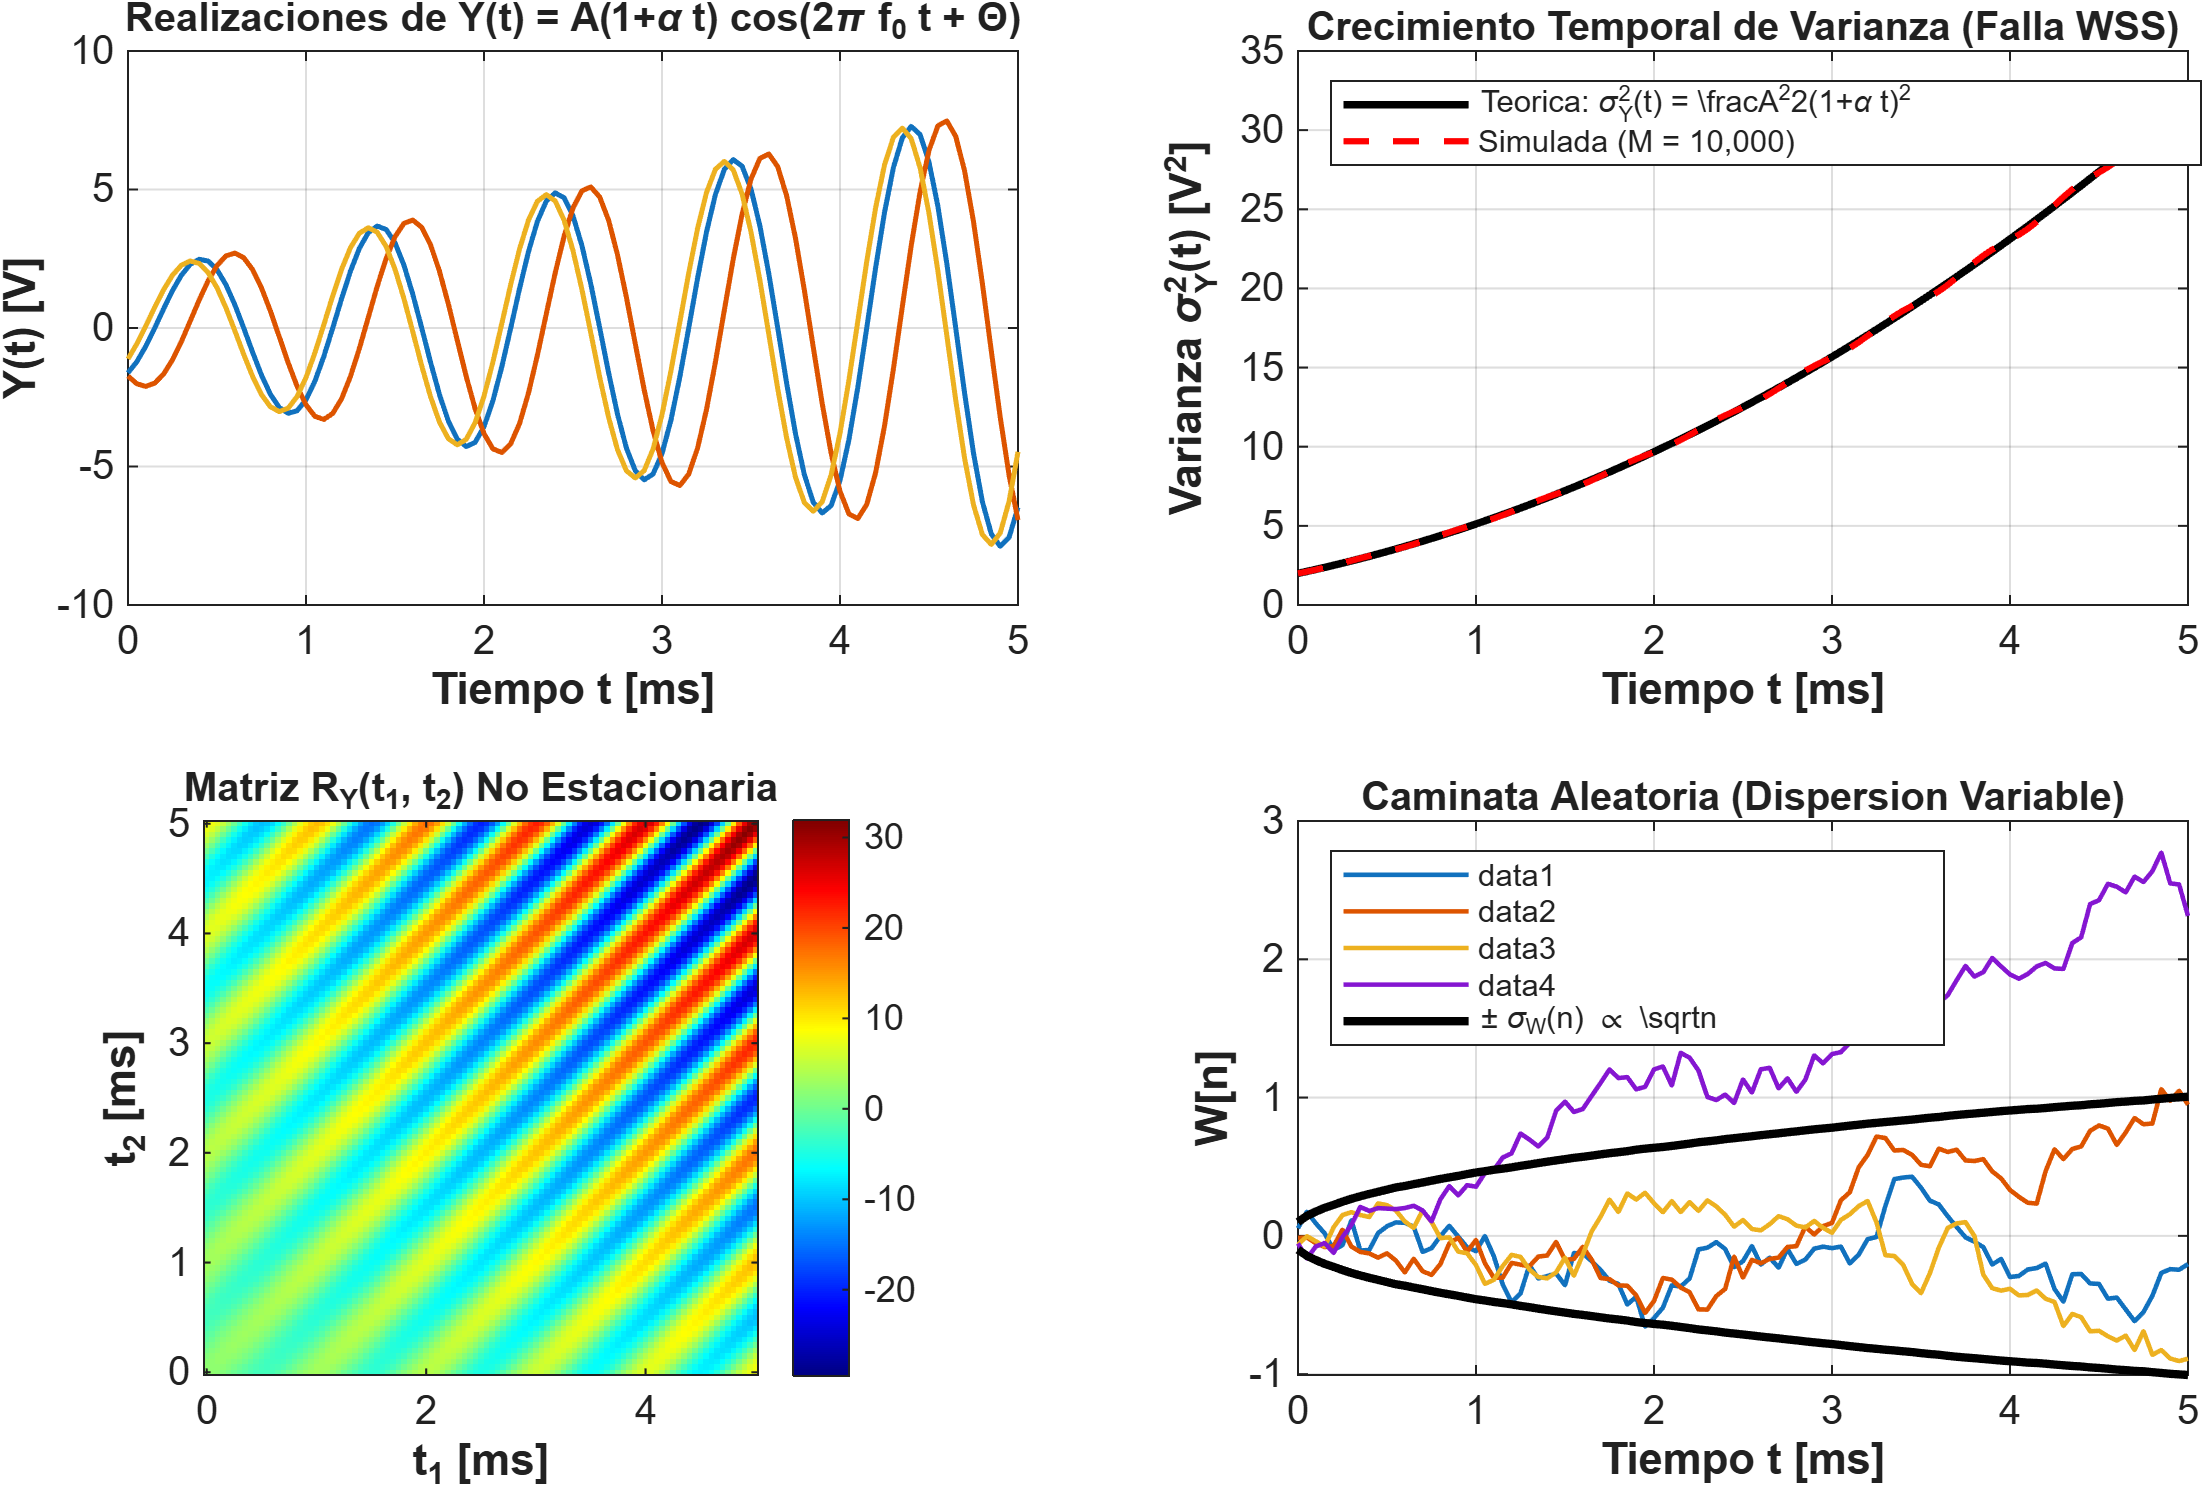 Realizaciones de Y(t) = A(1+α t) cos(2π f₀ t + Θ)
10
5
0
-5
-10
Y(t) [V]
0 1 2 3 4 5
Tiempo t [ms]
Crecimiento Temporal de Varianza (Falla WSS)
35
30
25
20
15
10
5
0
Varianza σ²_Y(t) [V²]
Teorica: σ²_Y(t) = \fracA²2(1+α t)²
Simulada (M = 10,000)
0 1 2 3 4 5
Tiempo t [ms]
Matriz R_Y(t₁, t₂) No Estacionaria
5
4
3
2
1
0
t₂ [ms]
0 2 4
t₁ [ms]
30
20
10
0
-10
-20
Caminata Aleatoria (Dispersion Variable)
3
2
1
0
-1
W[n]
data1
data2
data3
data4
± σ_W(n) ∝ \sqrtn
0 1 2 3 4 5
Tiempo t [ms]